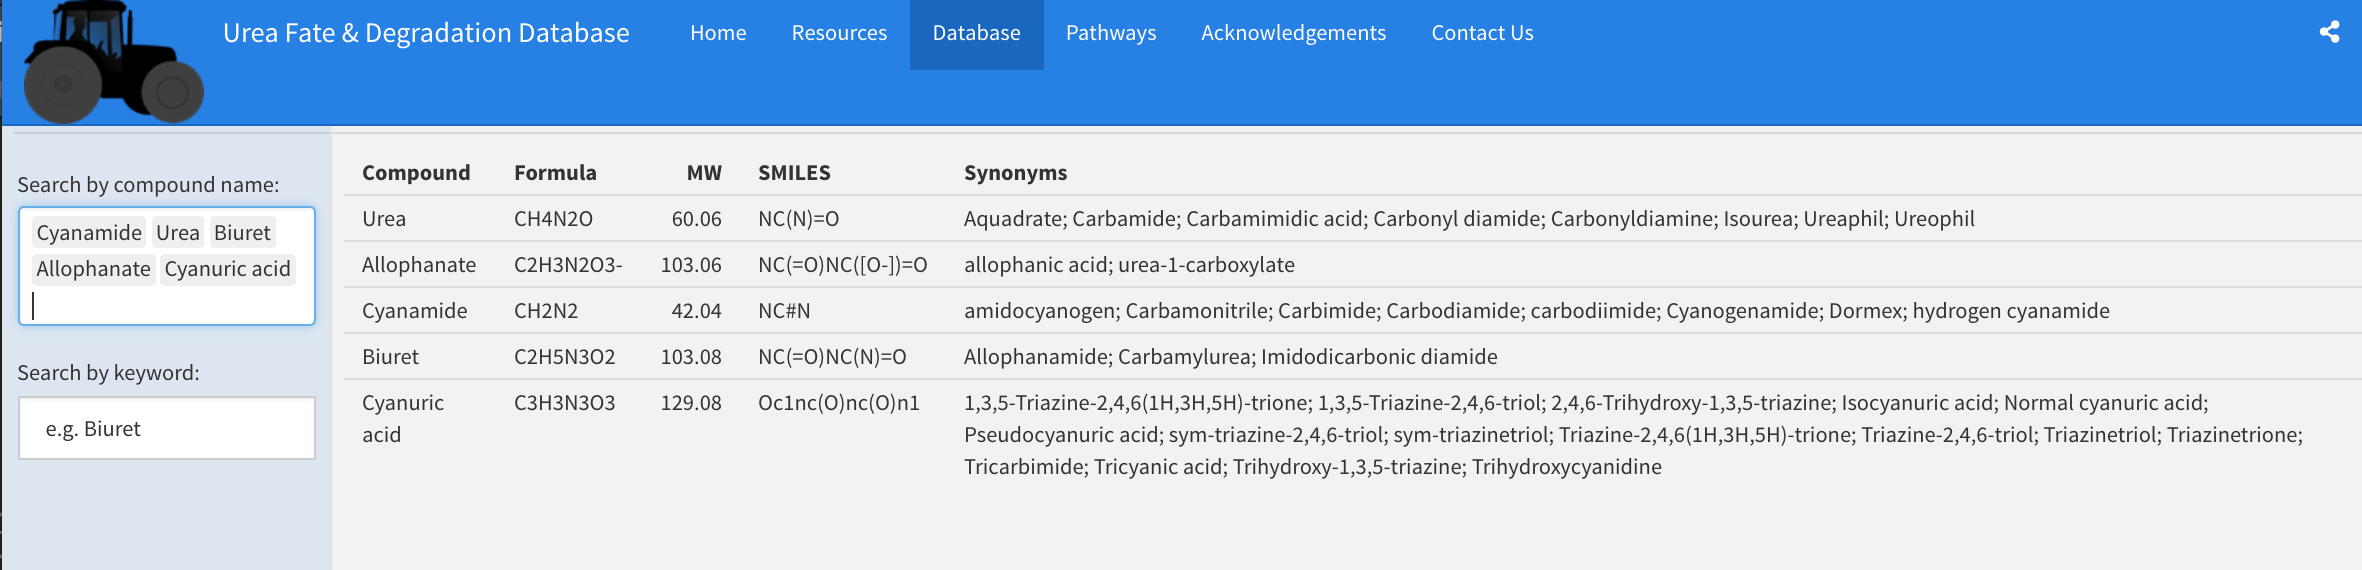 Urea Fate & Degradation Database Home Resources Database Pathways Acknowledgements Contact Us
Search by compound name:
Cyanamide Urea Biuret
Allophanate Cyanuric acid
Search by keyword:
e.g. Biuret
Compound Formula MW SMILES Synonyms
Urea CH4N2O 60.06 NC(N)=O Aquadrate; Carbamide; Carbamimidic acid; Carbonyl diamide; Carbonyldiamine; Isourea; Ureaphil; Ureophil
Allophanate C2H3N2O3- 103.06 NC(=O)NC([O-])=O allophanic acid; urea-1-carboxylate
Cyanamide CH2N2 42.04 NC#N amidocyanogen; Carbamonitrile; Carbimide; Carbodiamide; carbodiimide; Cyanogenamide; Dormex; hydrogen cyanamide
Biuret C2H5N3O2 103.08 NC(=O)NC(N)=O Allophanamide; Carbamylurea; Imidodicarbonic diamide
Cyanuric C3H3N3O3 129.08 Oc1nc(O)nc(O)n1 1,3,5-Triazine-2,4,6(1H,3H,5H)-trione; 1,3,5-Triazine-2,4,6-triol; 2,4,6-Trihydroxy-1,3,5-triazine; Isocyanuric acid; Normal cyanuric acid;
acid Pseudocyanuric acid; sym-triazine-2,4,6-triol; sym-triazinetriol; Triazine-2,4,6(1H,3H,5H)-trione; Triazine-2,4,6-triol; Triazinetriol; Triazinetrione;
Tricarbimide; Tricyanic acid; Trihydroxy-1,3,5-triazine; Trihydroxycyanidine